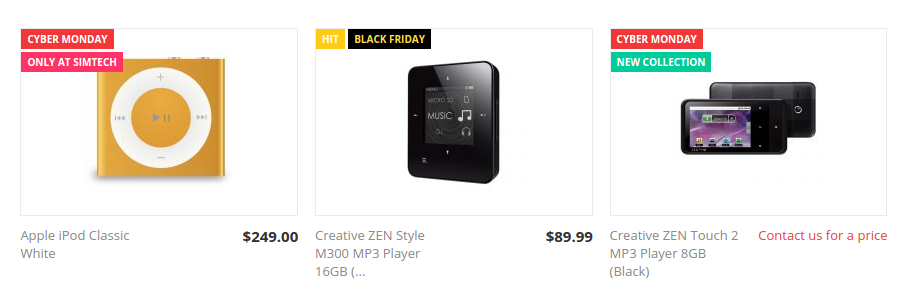 CYBER MONDAY
ONLY AT SIMTECH
HIT BLACK FRIDAY
CYBER MONDAY
NEW COLLECTION
MICRO SD
MUSIC
Apple iPod Classic
White
$249.00
Creative ZEN Style
M300 MP3 Player
16GB (...
$89.99
Creative ZEN Touch 2
MP3 Player 8GB
(Black)
Contact us for a price